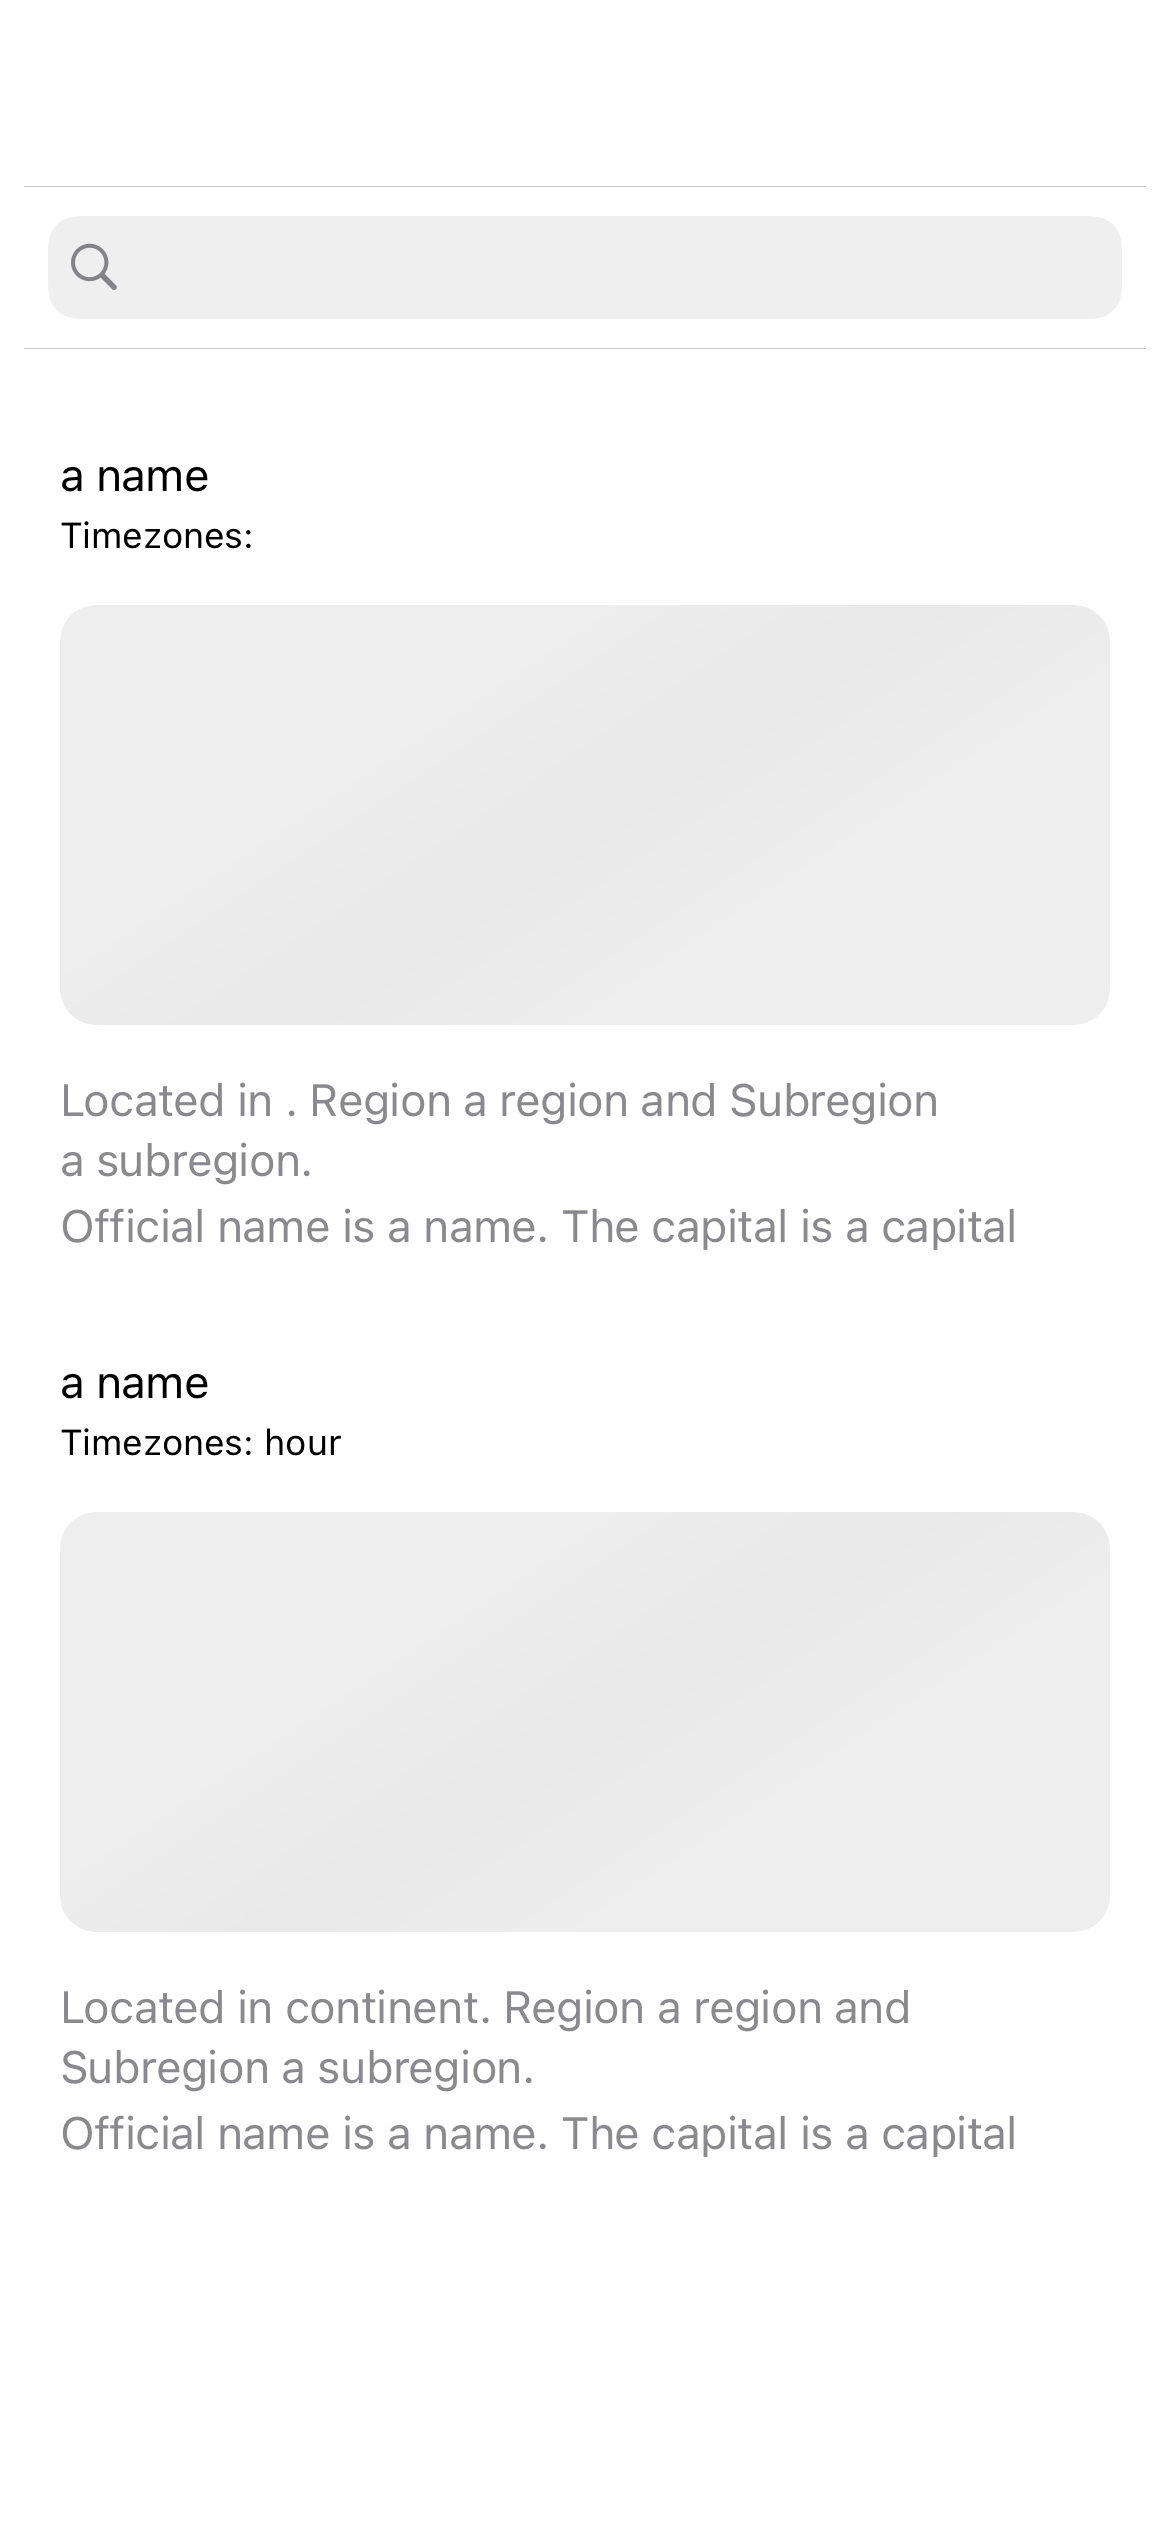 a name
Timezones:
Located in . Region a region and Subregion
a subregion.
Official name is a name. The capital is a capital
a name
Timezones: hour
Located in continent. Region a region and
Subregion a subregion.
Official name is a name. The capital is a capital